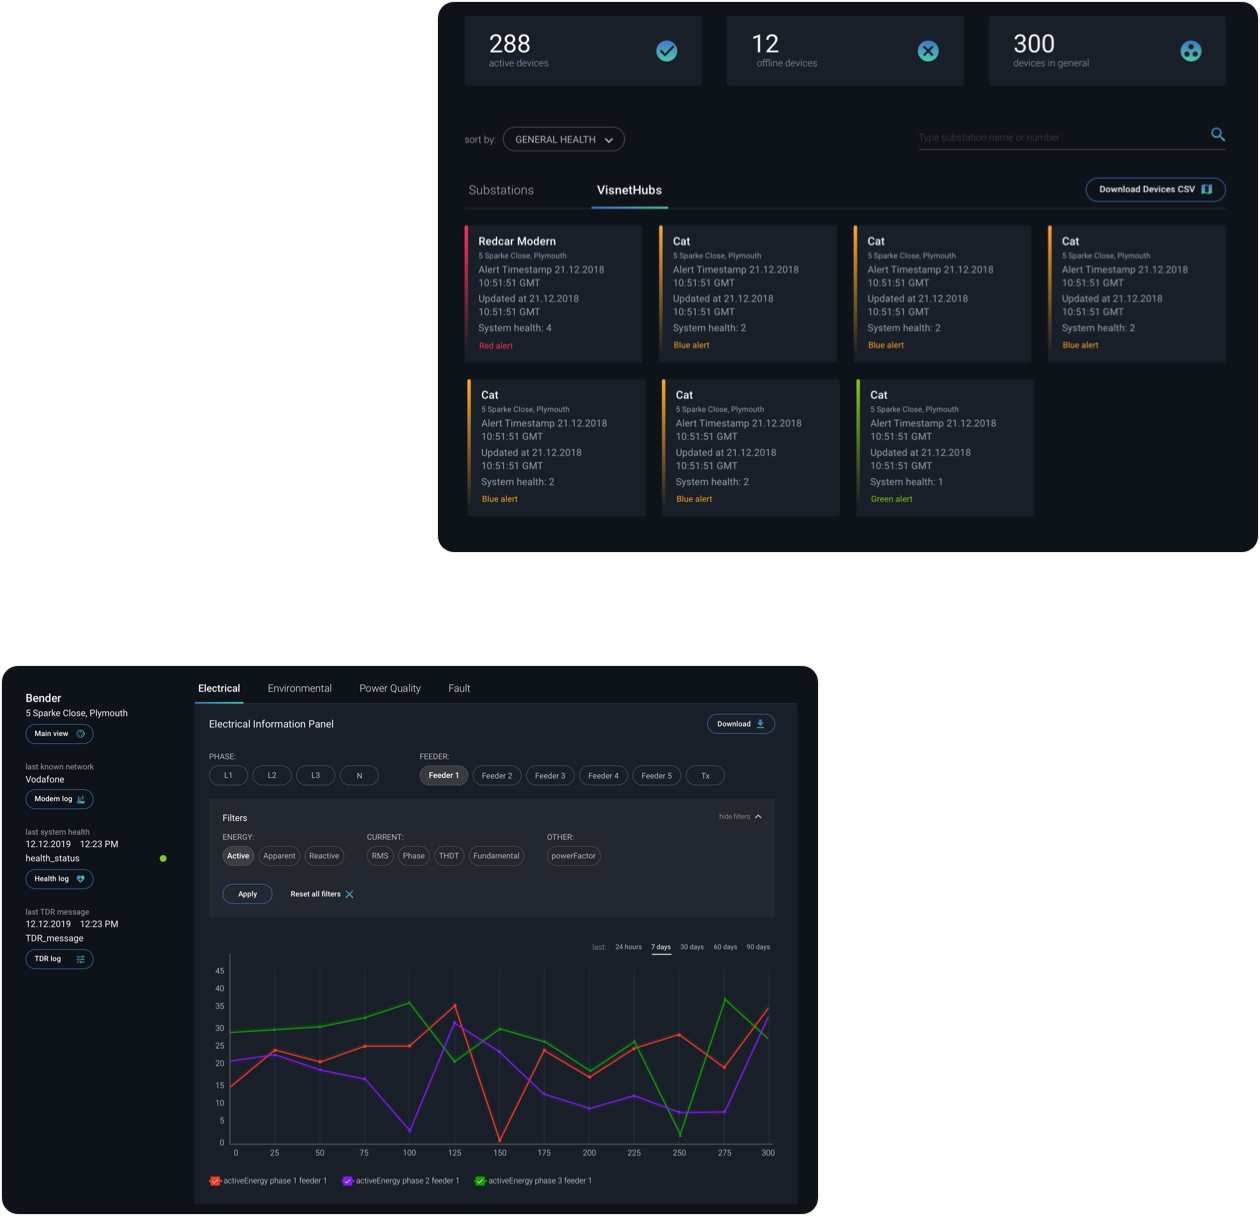 288
active devices
12
offline devices
300
devices in general
sort by:
GENERAL HEALTH
Type substation name or number
Substations
VisnetHubs
Download Devices CSV
Redcar Modern
5 Sparke Close, Plymouth
Alert Timestamp 21.12.2018
10:51:51 GMT
Updated at 21.12.2018
10:51:51 GMT
System health: 4
Red alert
Cat
5 Sparke Close, Plymouth
Alert Timestamp 21.12.2018
10:51:51 GMT
Updated at 21.12.2018
10:51:51 GMT
System health: 2
Blue alert
Cat
5 Sparke Close, Plymouth
Alert Timestamp 21.12.2018
10:51:51 GMT
Updated at 21.12.2018
10:51:51 GMT
System health: 2
Blue alert
Cat
5 Sparke Close, Plymouth
Alert Timestamp 21.12.2018
10:51:51 GMT
Updated at 21.12.2018
10:51:51 GMT
System health: 2
Blue alert
Cat
5 Sparke Close, Plymouth
Alert Timestamp 21.12.2018
10:51:51 GMT
Updated at 21.12.2018
10:51:51 GMT
System health: 2
Blue alert
Cat
5 Sparke Close, Plymouth
Alert Timestamp 21.12.2018
10:51:51 GMT
Updated at 21.12.2018
10:51:51 GMT
System health: 2
Blue alert
Cat
5 Sparke Close, Plymouth
Alert Timestamp 21.12.2018
10:51:51 GMT
Updated at 21.12.2018
10:51:51 GMT
System health: 1
Green alert
Bender
5 Sparke Close, Plymouth
Main view
last known network
Vodafone
Modem log
last system health
12.12.2019 12:23 PM
health_status
Health log
last TDR message
12.12.2019 12:23 PM
TDR_message
TDR log
Electrical Environmental Power Quality Fault
Electrical Information Panel
Download
PHASE:
L1 L2 L3 N
FEEDER:
Feeder 1 Feeder 2 Feeder 3 Feeder 4 Feeder 5 Tx
Filters
hide filters
ENERGY:
Active Apparent Reactive
CURRENT:
RMS Phase THDT Fundamental
OTHER:
powerFactor
Apply
Reset all filters
last: 24 hours 7 days 30 days 60 days 90 days
45
40
35
30
25
20
15
10
5
0
0 25 50 75 100 125 150 175 200 225 250 275 300
activeEnergy phase 1 feeder 1
activeEnergy phase 2 feeder 1
activeEnergy phase 3 feeder 1